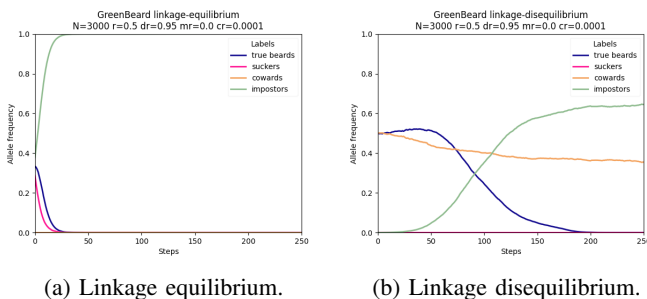 GreenBeard linkage-equilibrium
N=3000 r=0.5 dr=0.95 mr=0.0 cr=0.0001
Allele frequency
1.0
0.8
0.6
0.4
0.2
0.0
0
50
100
150
200
250
Steps
Labels
true beards
suckers
cowards
impostors
(a) Linkage equilibrium.
GreenBeard linkage-disequilibrium
N=3000 r=0.5 dr=0.95 mr=0.0 cr=0.0001
Allele frequency
1.0
0.8
0.6
0.4
0.2
0.0
0
50
100
150
200
250
Steps
Labels
true beards
suckers
cowards
impostors
(b) Linkage disequilibrium.